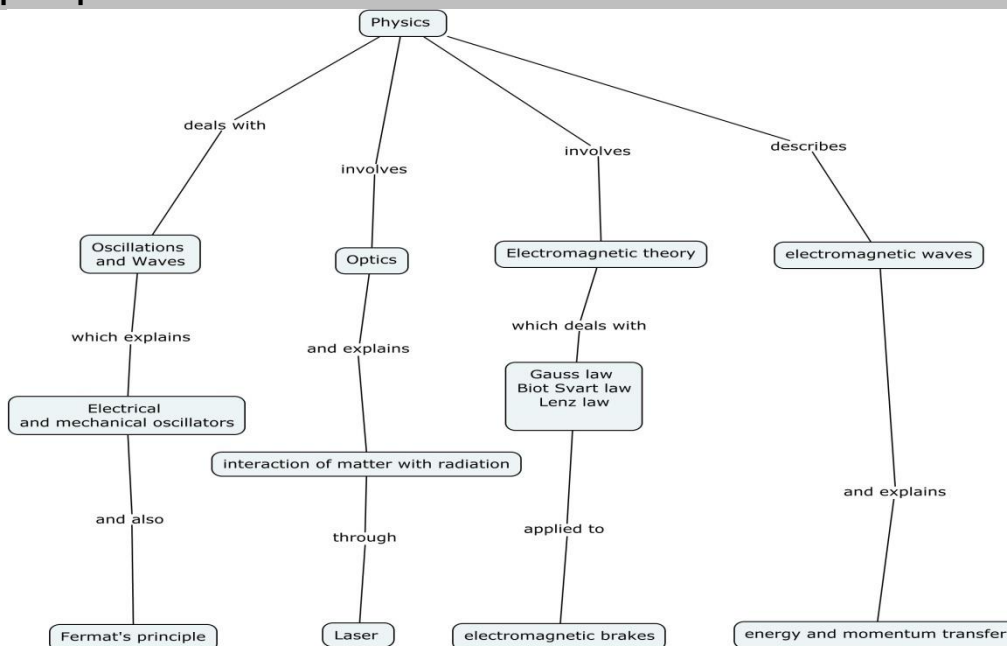 Physics
deals with
involves
involves
describes
Oscillations
and Waves
Optics
Electromagnetic theory
electromagnetic waves
which explains
and explains
which deals with
Gauss law
Biot Svart law
Lenz law
Electrical
and mechanical oscillators
interaction of matter with radiation
and explains
and also
through
applied to
Fermat's principle
Laser
electromagnetic brakes
energy and momentum transfer